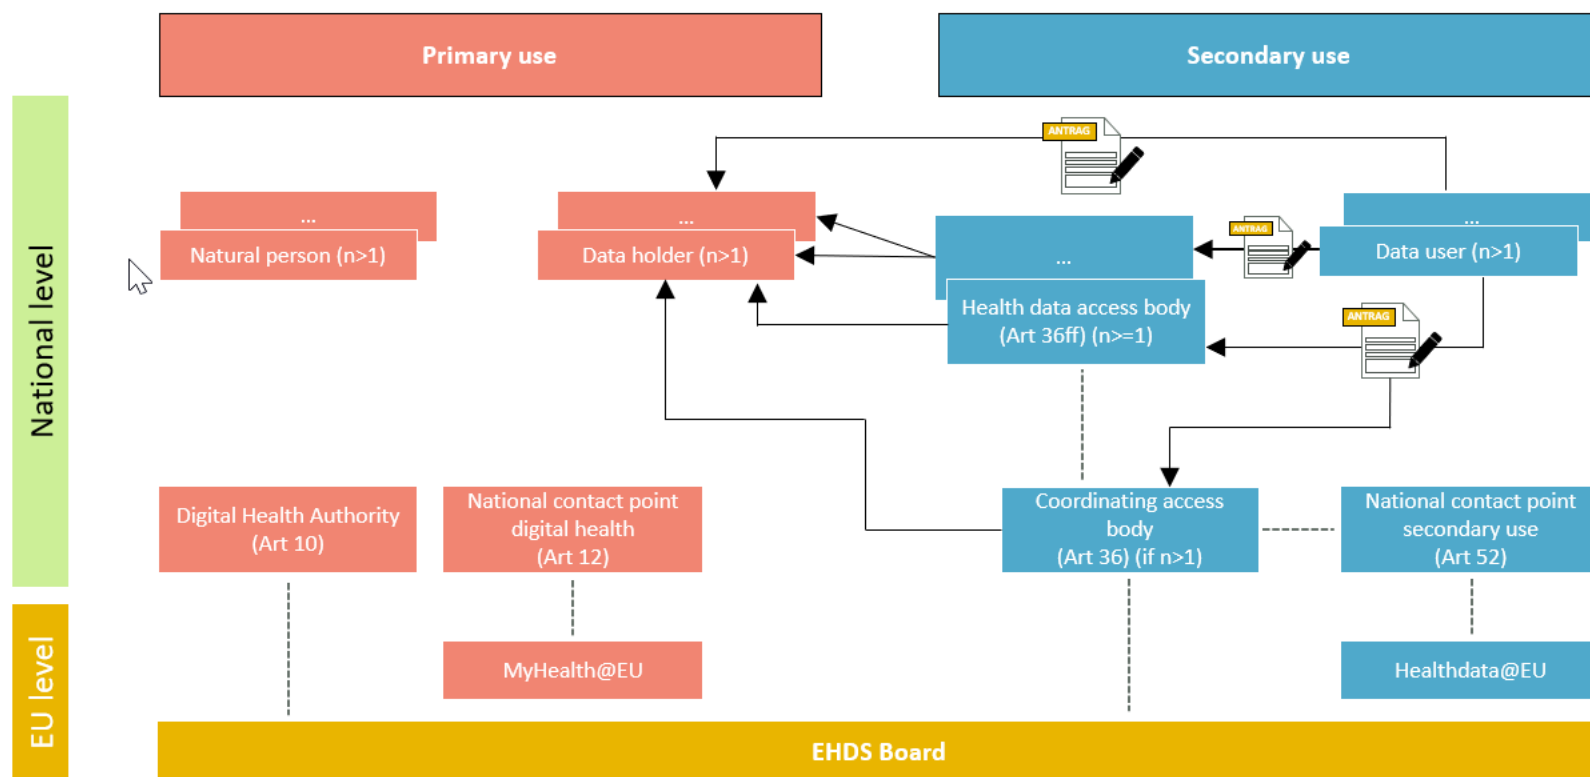 Primary use
Secondary use
National level
ANTRAG
...
Natural person (n>1)
...
Data holder (n>1)
...
Health data access body
(Art 36ff) (n>=1)
ANTRAG
...
Data user (n>1)
ANTRAG
Digital Health Authority
(Art 10)
National contact point
digital health
(Art 12)
Coordinating access
body
(Art 36) (if n>1)
National contact point
secondary use
(Art 52)
EU level
MyHealth@EU
Healthdata@EU
EHDS Board